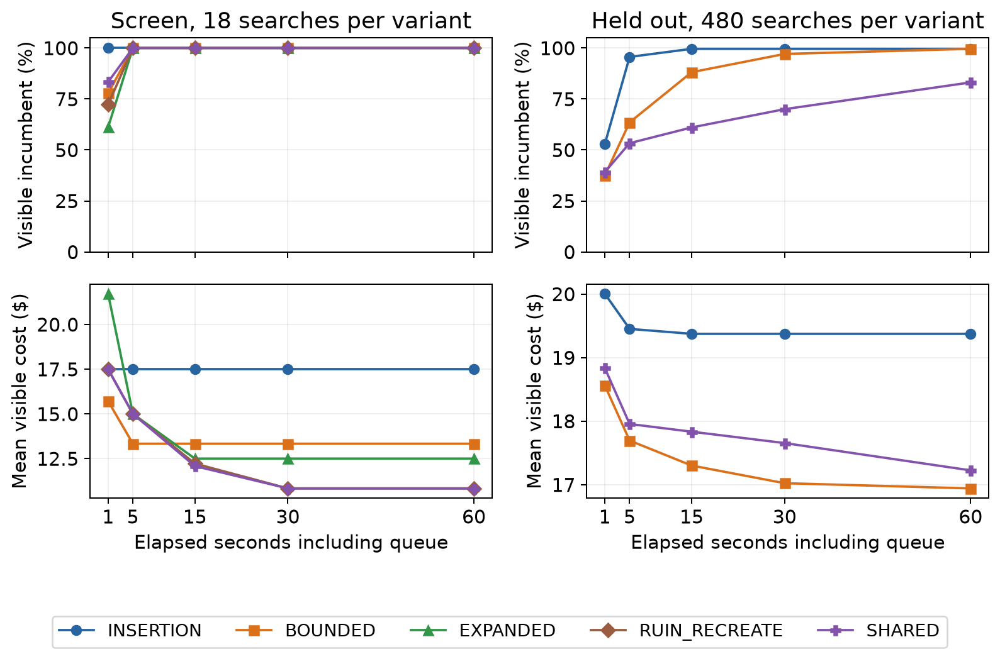 Screen, 18 searches per variant
Held out, 480 searches per variant
Visible incumbent (%)
100
75
50
25
0
Visible incumbent (%)
100
75
50
25
0
Mean visible cost ($)
20.0
17.5
15.0
12.5
1 5 15 30 60
Elapsed seconds including queue
Mean visible cost ($)
20
19
18
17
1 5 15 30 60
Elapsed seconds including queue
INSERTION BOUNDED EXPANDED RUIN_RECREATE SHARED